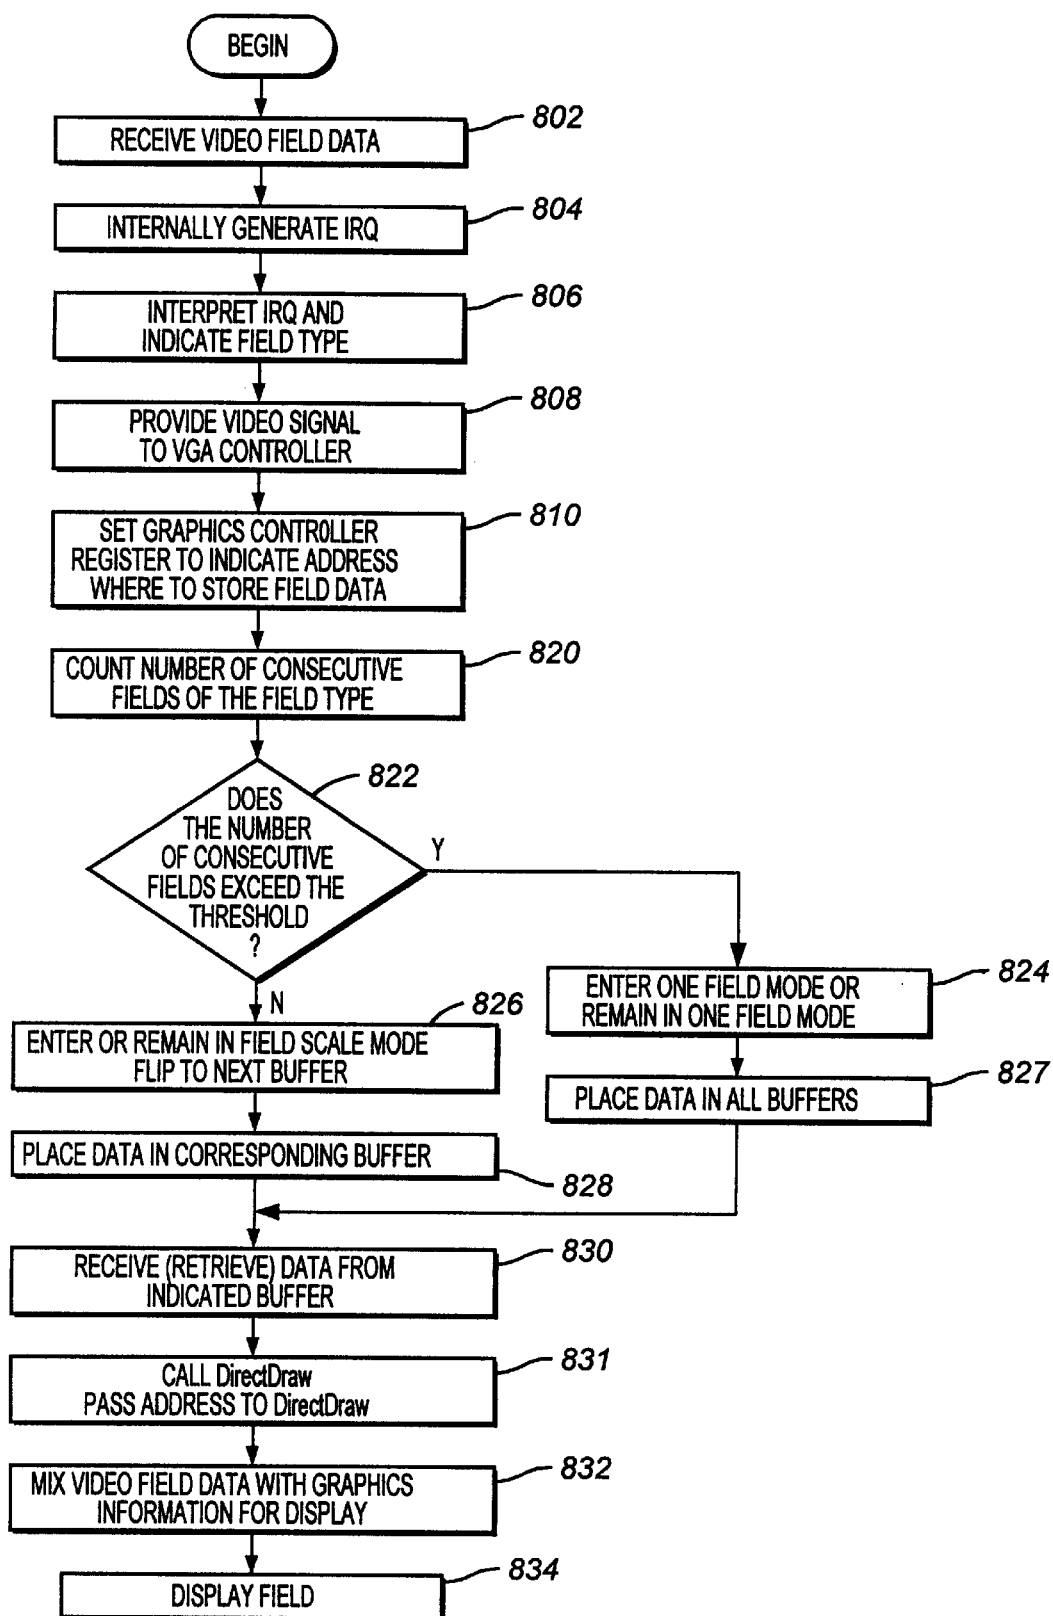 BEGIN
RECEIVE VIDEO FIELD DATA
802
INTERNALLY GENERATE IRQ
804
INTERPRET IRQ AND
INDICATE FIELD TYPE
806
PROVIDE VIDEO SIGNAL
TO VGA CONTROLLER
808
SET GRAPHICS CONTROLLER
REGISTER TO INDICATE ADDRESS
WHERE TO STORE FIELD DATA
810
COUNT NUMBER OF CONSECUTIVE
FIELDS OF THE FIELD TYPE
820
DOES
THE NUMBER
OF CONSECUTIVE
FIELDS EXCEED THE
THRESHOLD
?
822
Y
N
ENTER ONE FIELD MODE OR
REMAIN IN ONE FIELD MODE
824
ENTER OR REMAIN IN FIELD SCALE MODE
FLIP TO NEXT BUFFER
826
PLACE DATA IN ALL BUFFERS
827
PLACE DATA IN CORRESPONDING BUFFER
828
RECEIVE (RETRIEVE) DATA FROM
INDICATED BUFFER
830
CALL DirectDraw
PASS ADDRESS TO DirectDraw
831
MIX VIDEO FIELD DATA WITH GRAPHICS
INFORMATION FOR DISPLAY
832
DISPLAY FIELD
834